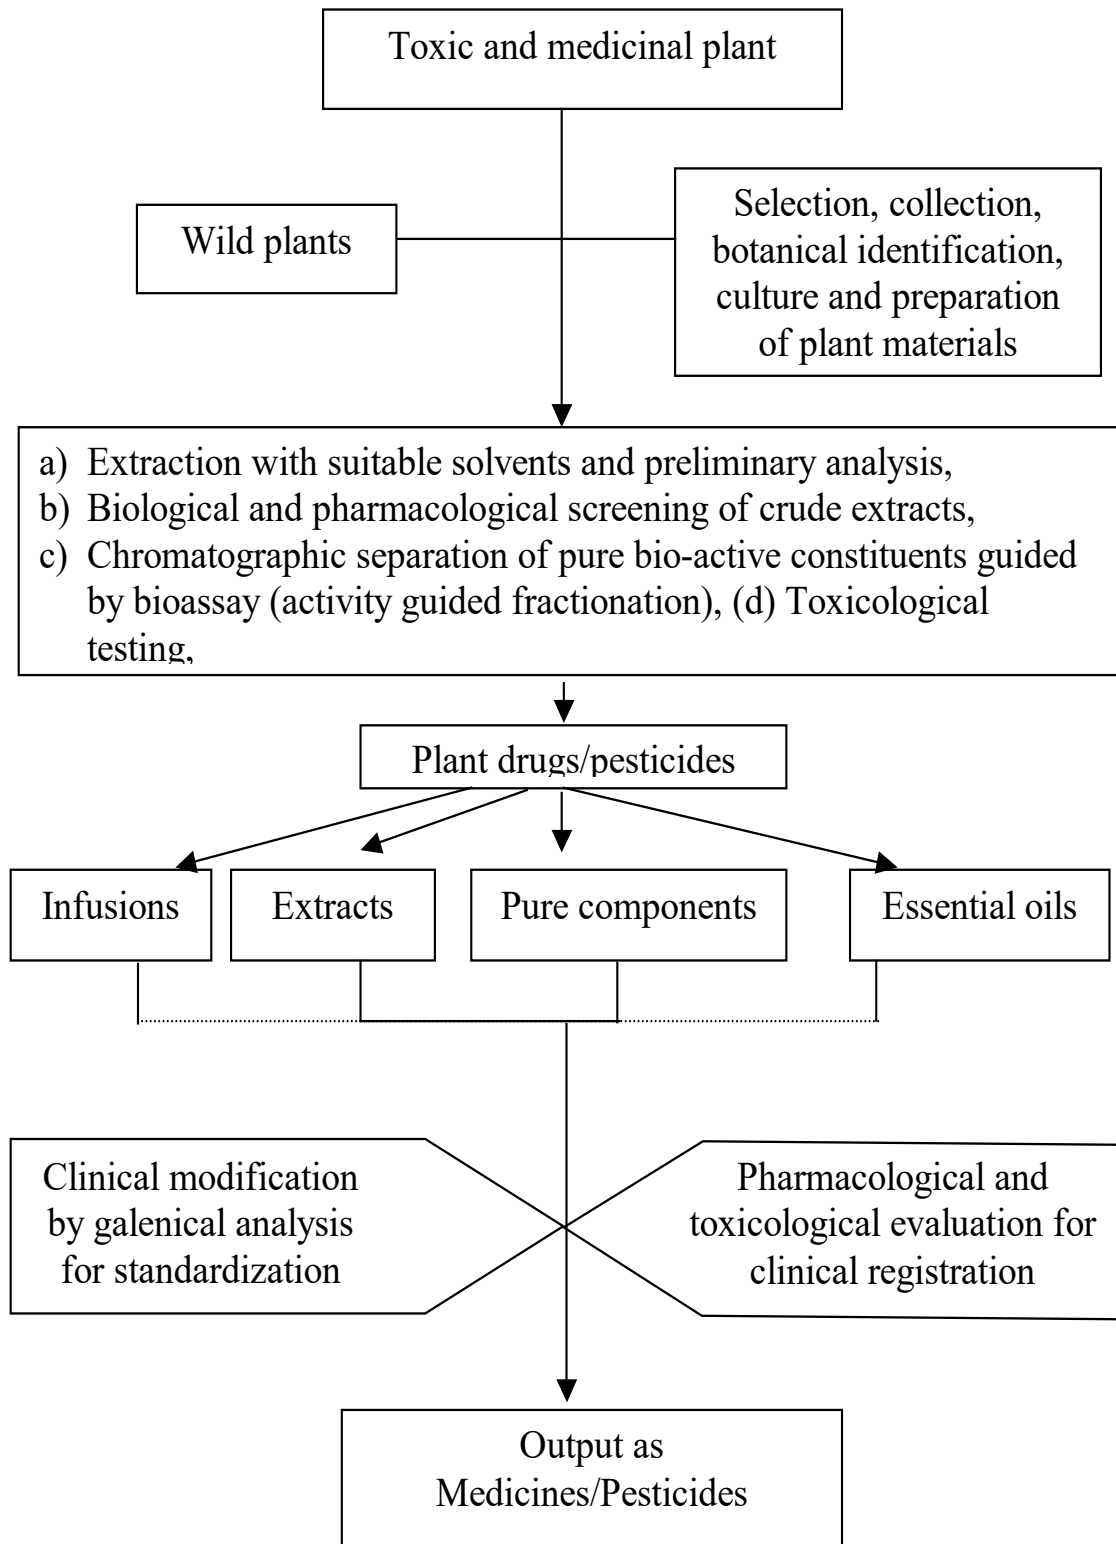 Toxic and medicinal plant
Wild plants
Selection, collection,
botanical identification,
culture and preparation
of plant materials
a) Extraction with suitable solvents and preliminary analysis,
b) Biological and pharmacological screening of crude extracts,
c) Chromatographic separation of pure bio-active constituents guided
by bioassay (activity guided fractionation), (d) Toxicological
testing,
Plant drugs/pesticides
Infusions
Extracts
Pure components
Essential oils
Clinical modification
by galenical analysis
for standardization
Pharmacological and
toxicological evaluation for
clinical registration
Output as
Medicines/Pesticides